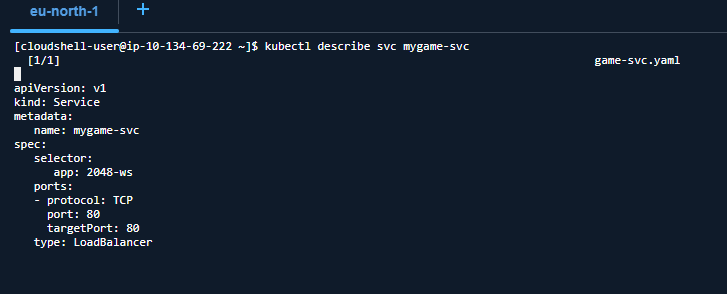 eu-north-1 +
[cloudshell-user@ip-10-134-69-222 ~]$ kubectl describe svc mygame-svc
  [1/1]                                                                                game-svc.yaml

apiVersion: v1
kind: Service
metadata:
   name: mygame-svc
spec:
   selector:
      app: 2048-ws
   ports:
   - protocol: TCP
     port: 80
     targetPort: 80
   type: LoadBalancer